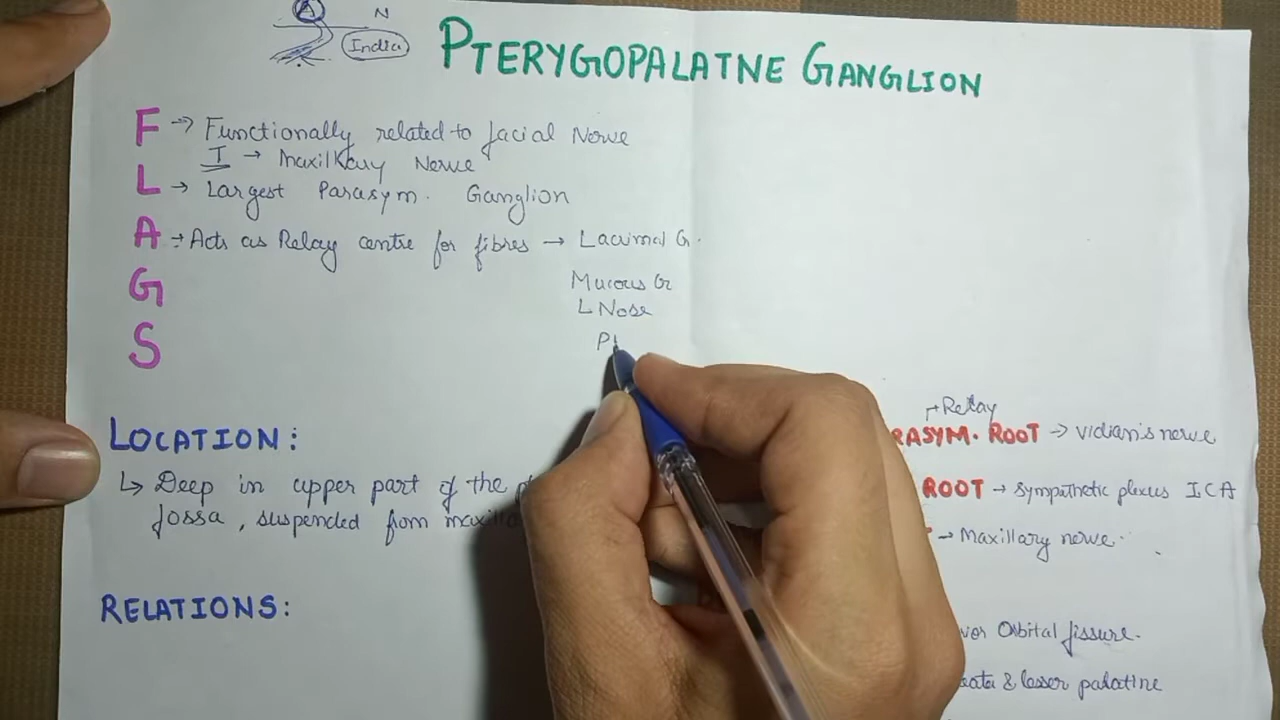 A N
India
PTERYGOPALATNE GANGLION
F → Functionally related to facial Nerve
T → Maxillary Nerve
L → Largest Parasym. Ganglion
A → Acts as Relay centre for fibres → Lacrimal G.
G
Mucous Gr
Nose
S
P
Relay
RASYM. ROOT → vidian's nerve
LOCATION:
↳ Deep in upper part of the
ROOT → sympathetic plexus ICA
fossa, suspended from
→ Maxillary nerve.
RELATIONS:
Orbital fissure.
& lesser palatine